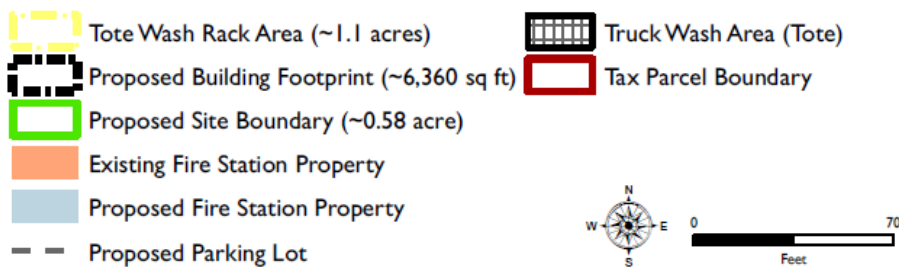 Tote Wash Rack Area (~1.1 acres)
Proposed Building Footprint (~6,360 sq ft)
Proposed Site Boundary (~0.58 acre)
Existing Fire Station Property
Proposed Fire Station Property
Proposed Parking Lot
Truck Wash Area (Tote)
Tax Parcel Boundary
N
W E
S
0 70
Feet